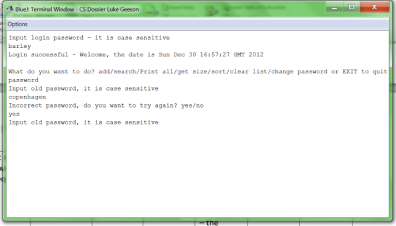 BlueJ: Terminal Window - CS Dossier Luke Geeson
Options
Input login password - it is case sensitive
barley
Login successful - Welcome, the date is Sun Dec 30 16:57:27 GMT 2012
What do you want to do? add/search/Print all/get size/sort/clear list/change password or EXIT to quit
password
Input old password, it is case sensitive
copenhagen
Incorrect password, do you want to try again? yes/no
yes
Input old password, it is case sensitive
– the